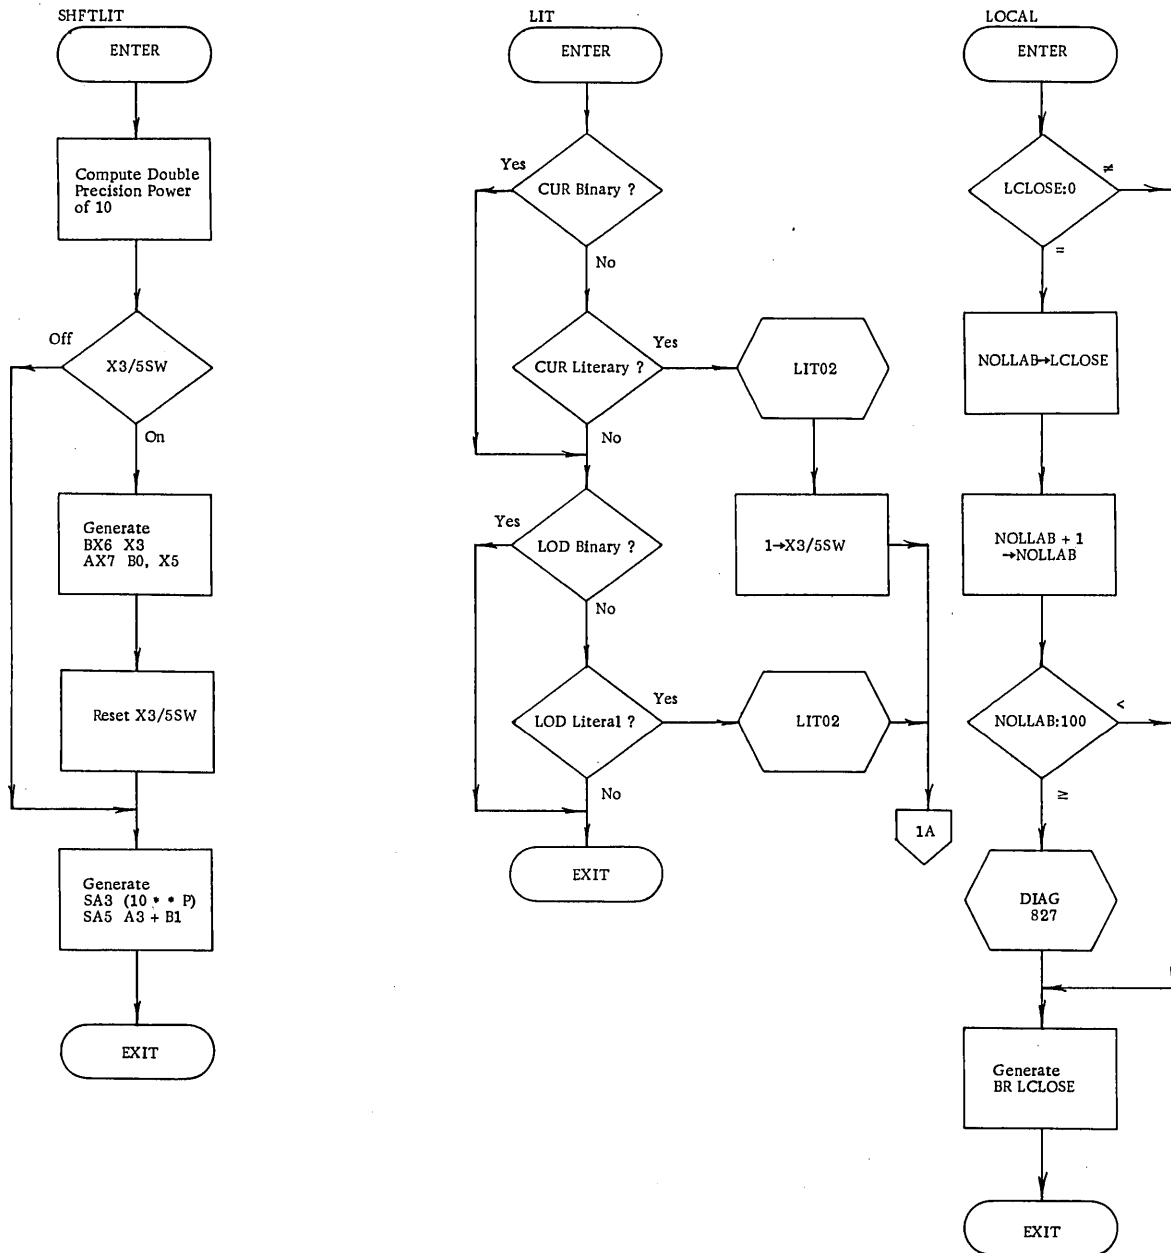 SHFTLIT
ENTER
Compute Double
Precision Power
of 10
X3/5SW
Off
On
Generate
BX6 X3
AX7 B0, X5
Reset X3/5SW
Generate
SA3 (10 * * P)
SA5 A3 + B1
EXIT
LIT
ENTER
Yes
CUR Binary ?
No
CUR Literary ?
Yes
LIT02
No
1→X3/5SW
Yes
LOD Binary ?
No
LOD Literal ?
Yes
LIT02
No
1A
EXIT
LOCAL
ENTER
LCLOSE:0
≠
=
NOLLAB→LCLOSE
NOLLAB + 1
→NOLLAB
NOLLAB:100
<
≥
DIAG
827
Generate
BR LCLOSE
EXIT